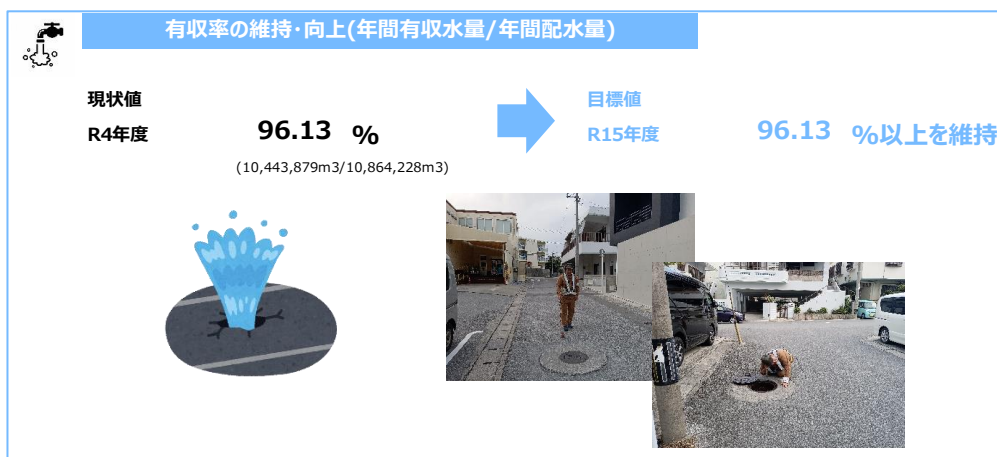 有収率の維持・向上(年間有収水量/年間配水量)
現状値
R4年度 96.13 %
(10,443,879m3/10,864,228m3)
目標値
R15年度 96.13 %以上を維持